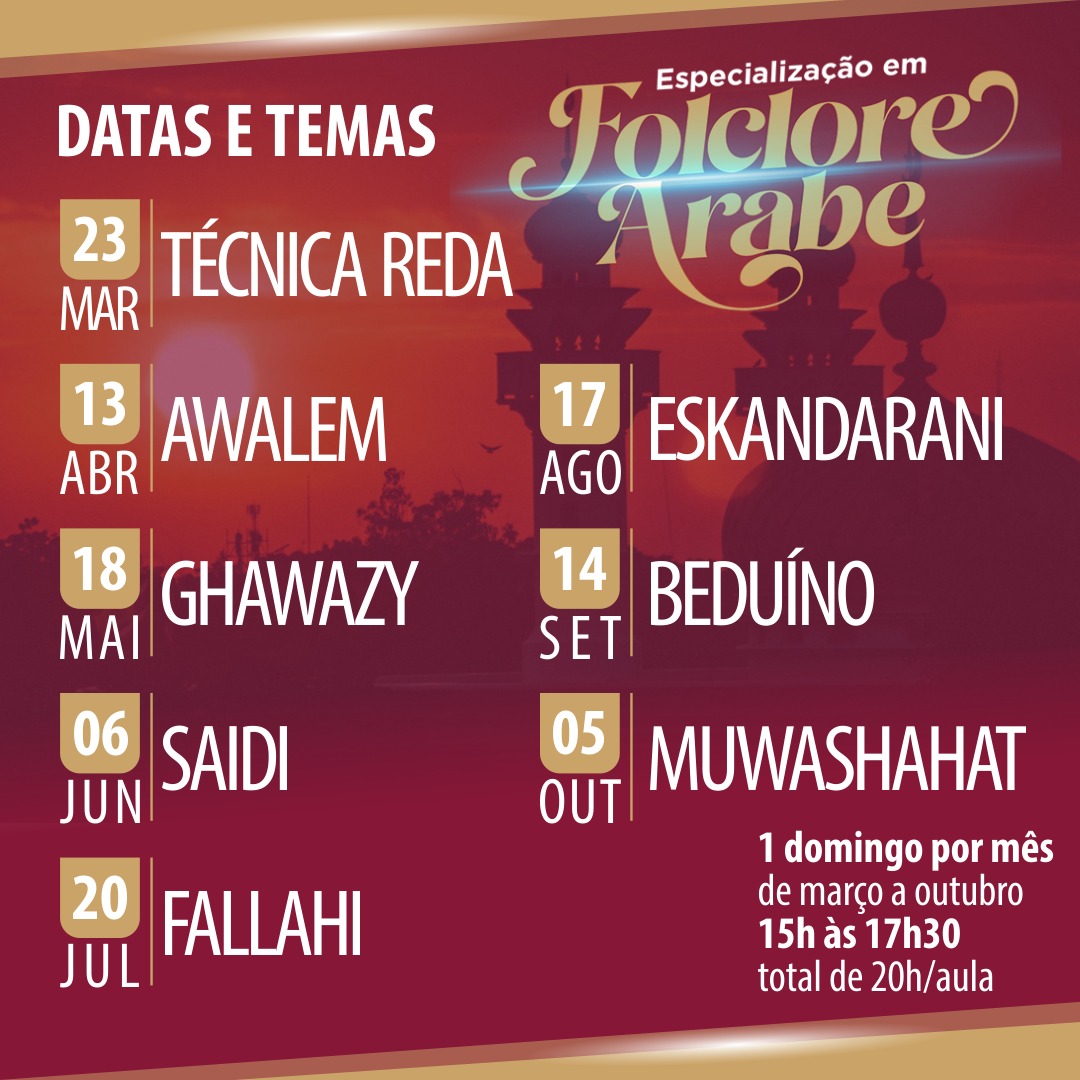 Especialização em
Folclore
Arabe
DATAS E TEMAS
23
MAR
TÉCNICA REDA
13
ABR
AWALEM
18
MAI
GHAWAZY
06
JUN
SAIDI
20
JUL
FALLAHI
17
AGO
ESKANDARANI
14
SET
BEDUÍNO
05
OUT
MUWASHAHAT
1 domingo por mês
de março a outubro
15h às 17h30
total de 20h/aula